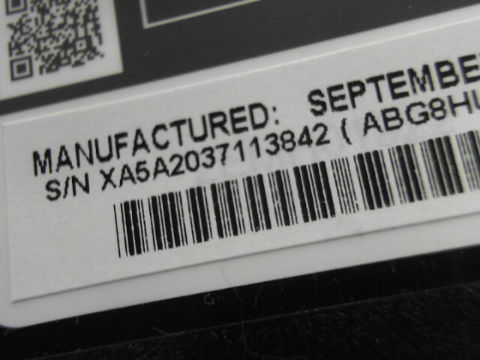 MANUFACTURED: SEPTEMBE
S/N XA5A2037113842 ( ABG8HU